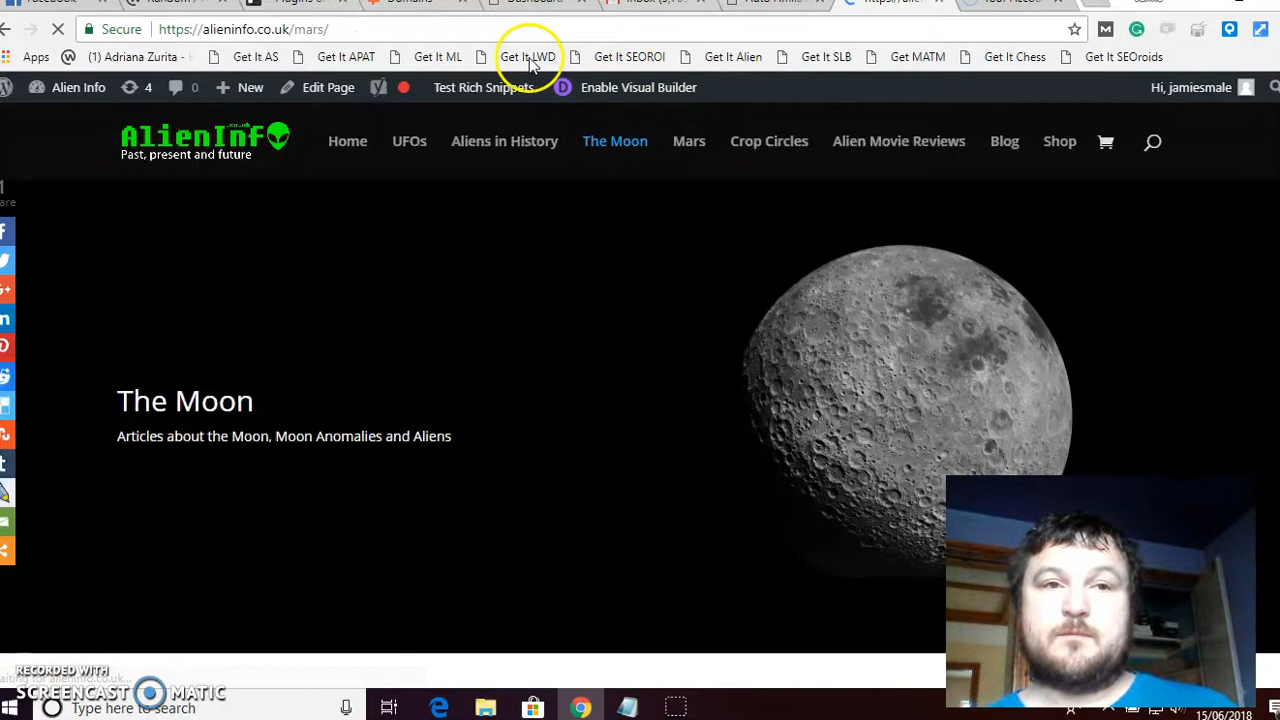 Secure https://alieninfo.co.uk/mars/
Apps (1) Adriana Zurita - Get It AS Get It APAT Get It ML Get It LWD Get It SEOROI Get It Alien Get It SLB Get MATM Get It Chess Get It SEOroids
Alien Info 4 0 New Edit Page Test Rich Snippets Enable Visual Builder Hi, jamiesmale
AlienInf .co.uk
Past, present and future
Home UFOs Aliens in History The Moon Mars Crop Circles Alien Movie Reviews Blog Shop
The Moon
Articles about the Moon, Moon Anomalies and Aliens
RECORDED WITH
SCREENCAST MATIC
Type here to search
15/06/2018